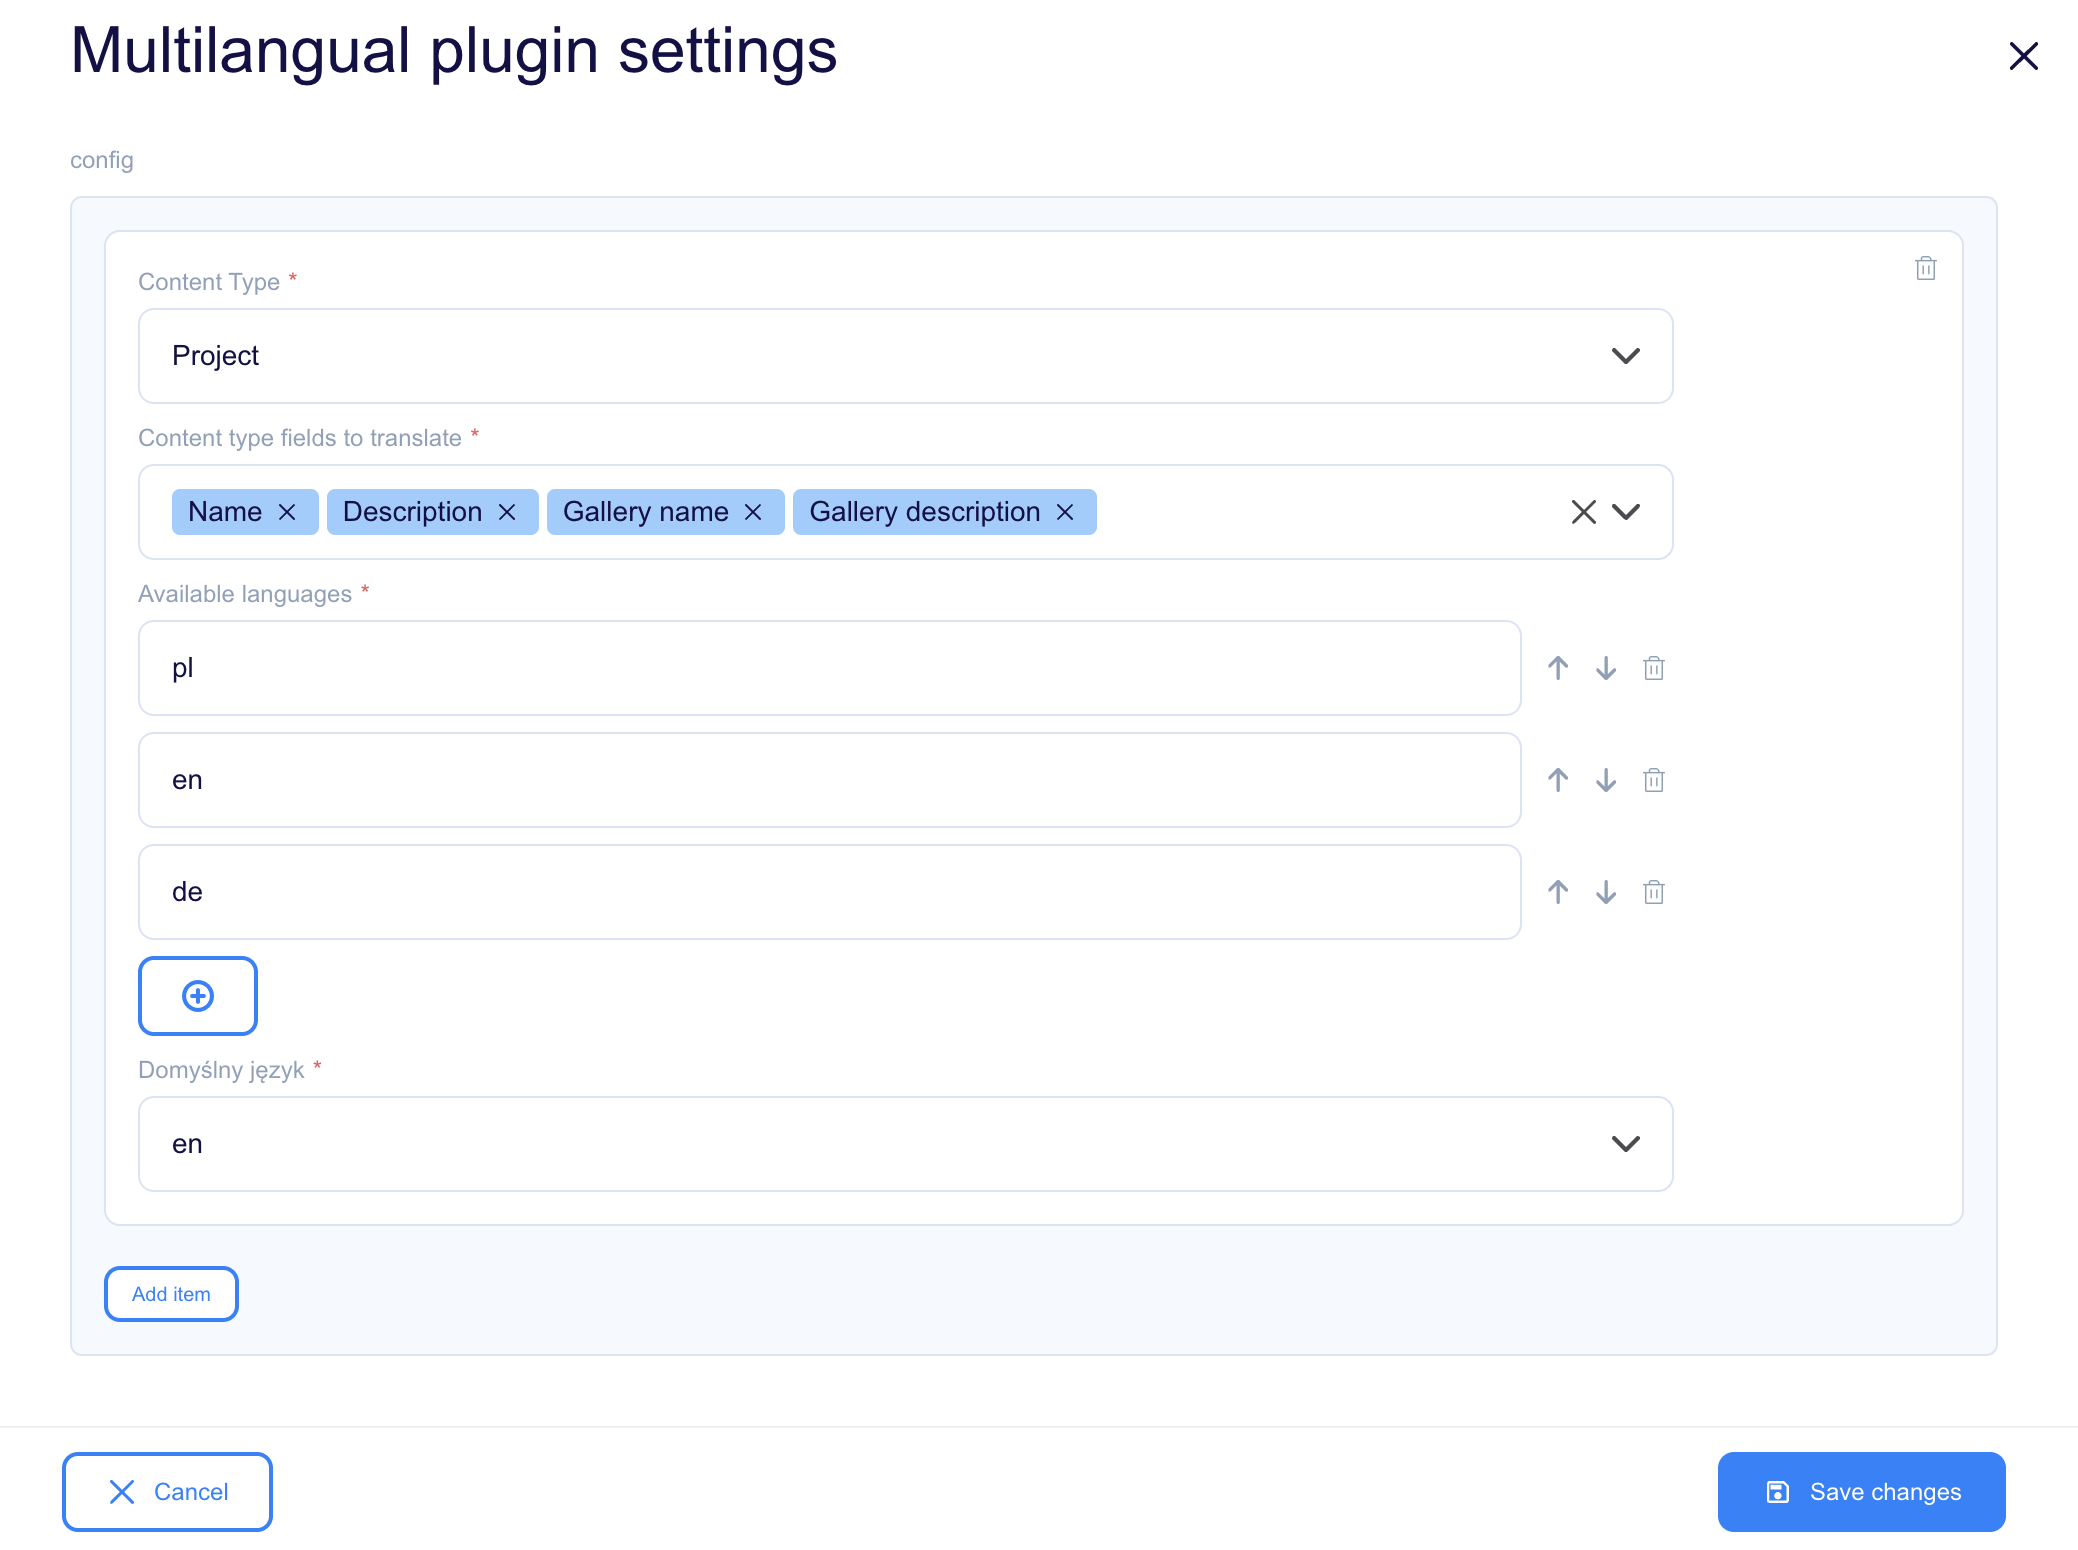 Multilangual plugin settings
config
Content Type *
Project
Content type fields to translate *
Name Description Gallery name Gallery description
Available languages *
pl
en
de
Domyślny język *
en
Add item
Cancel Save changes